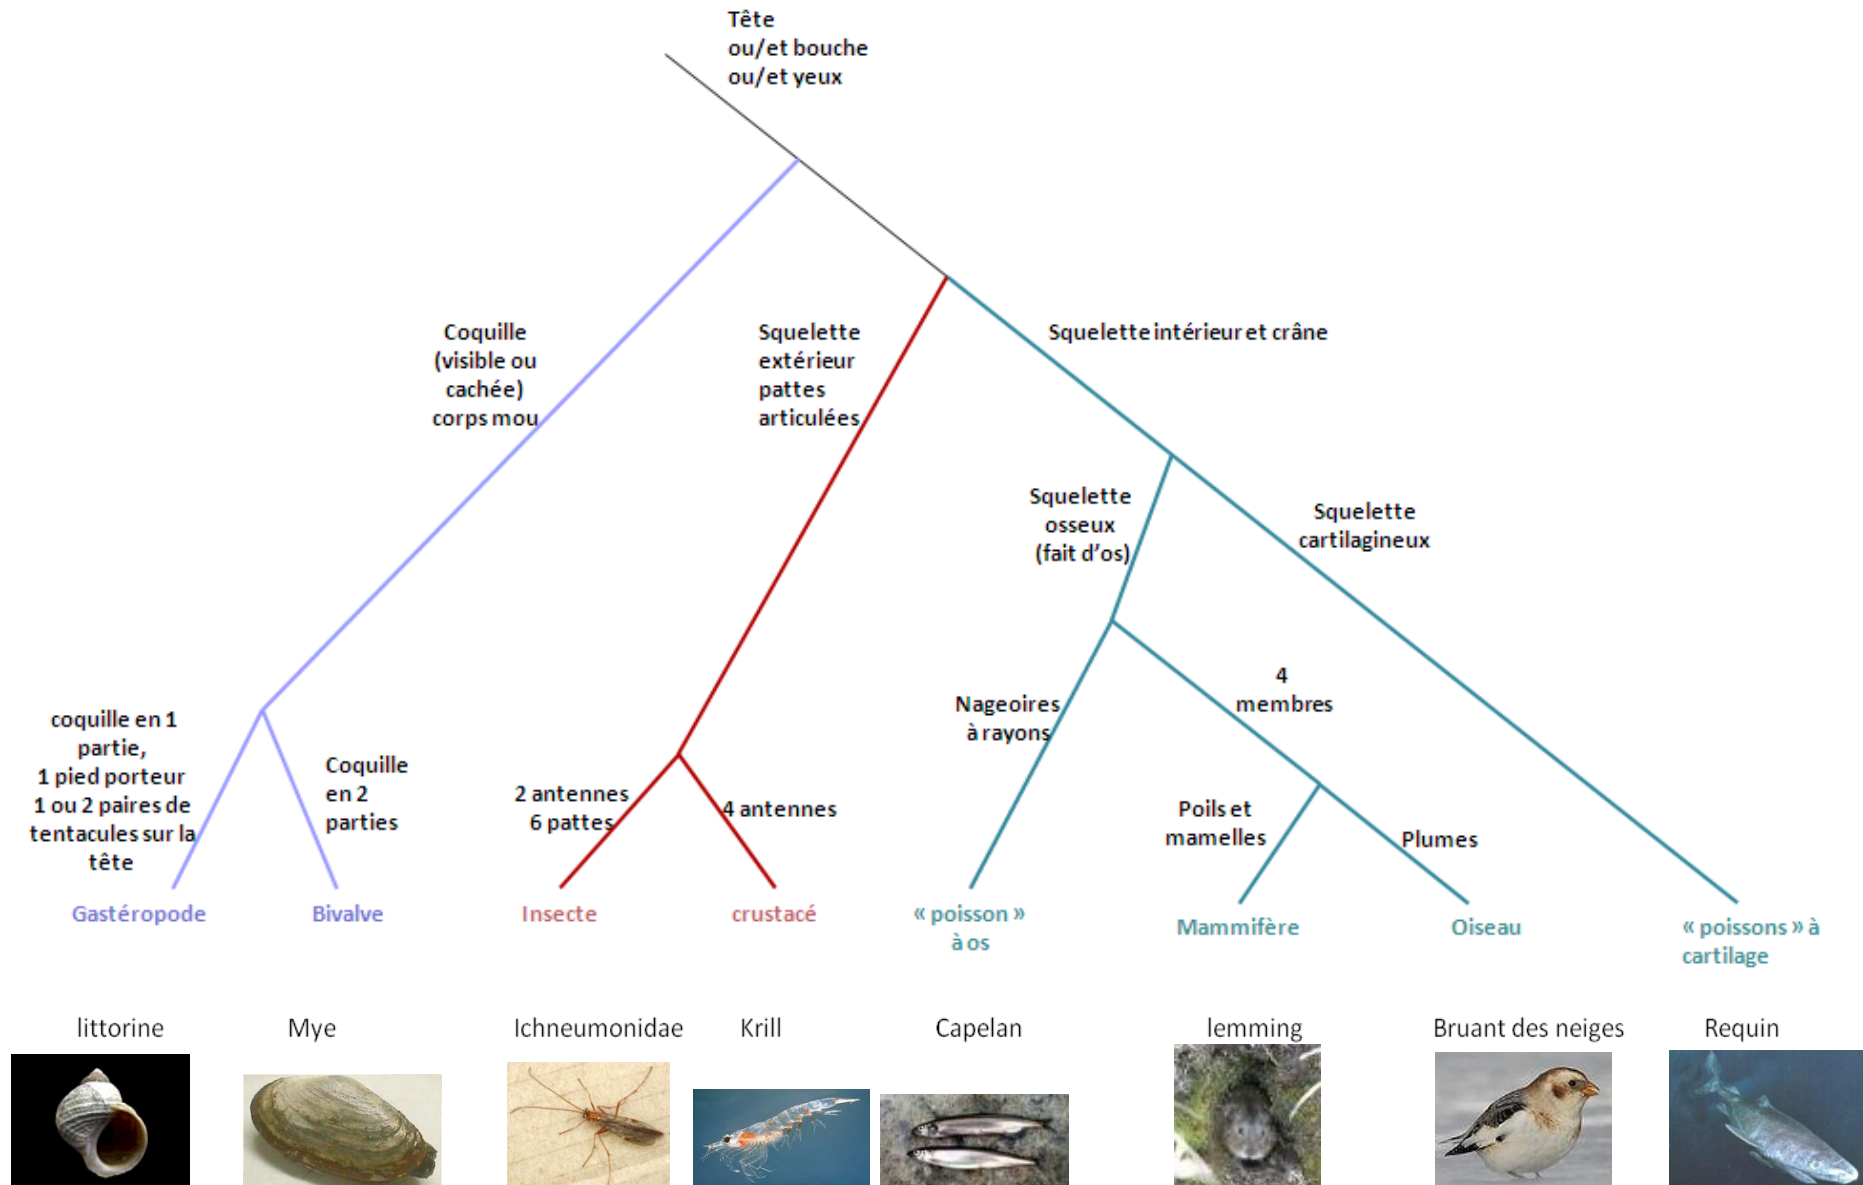 Tête
ou/et bouche
ou/et yeux
Coquille
(visible ou
cachée)
corps mou
Squelette
extérieur
pattes
articulées
Squelette intérieur et crâne
Squelette
osseux
(fait d'os)
Squelette
cartilagineux
Nageoires
à rayons
4
membres
coquille en 1
partie,
1 pied porteur
1 ou 2 paires de
tentacules sur la
tête
Coquille
en 2
parties
2 antennes
6 pattes
4 antennes
Poils et
mamelles
Plumes
Gastéropode
Bivalve
Insecte
crustacé
« poisson »
à os
Mammifère
Oiseau
« poissons » à
cartilage
littorine
Mye
Ichneumonidae
Krill
Capelan
lemming
Bruant des neiges
Requin